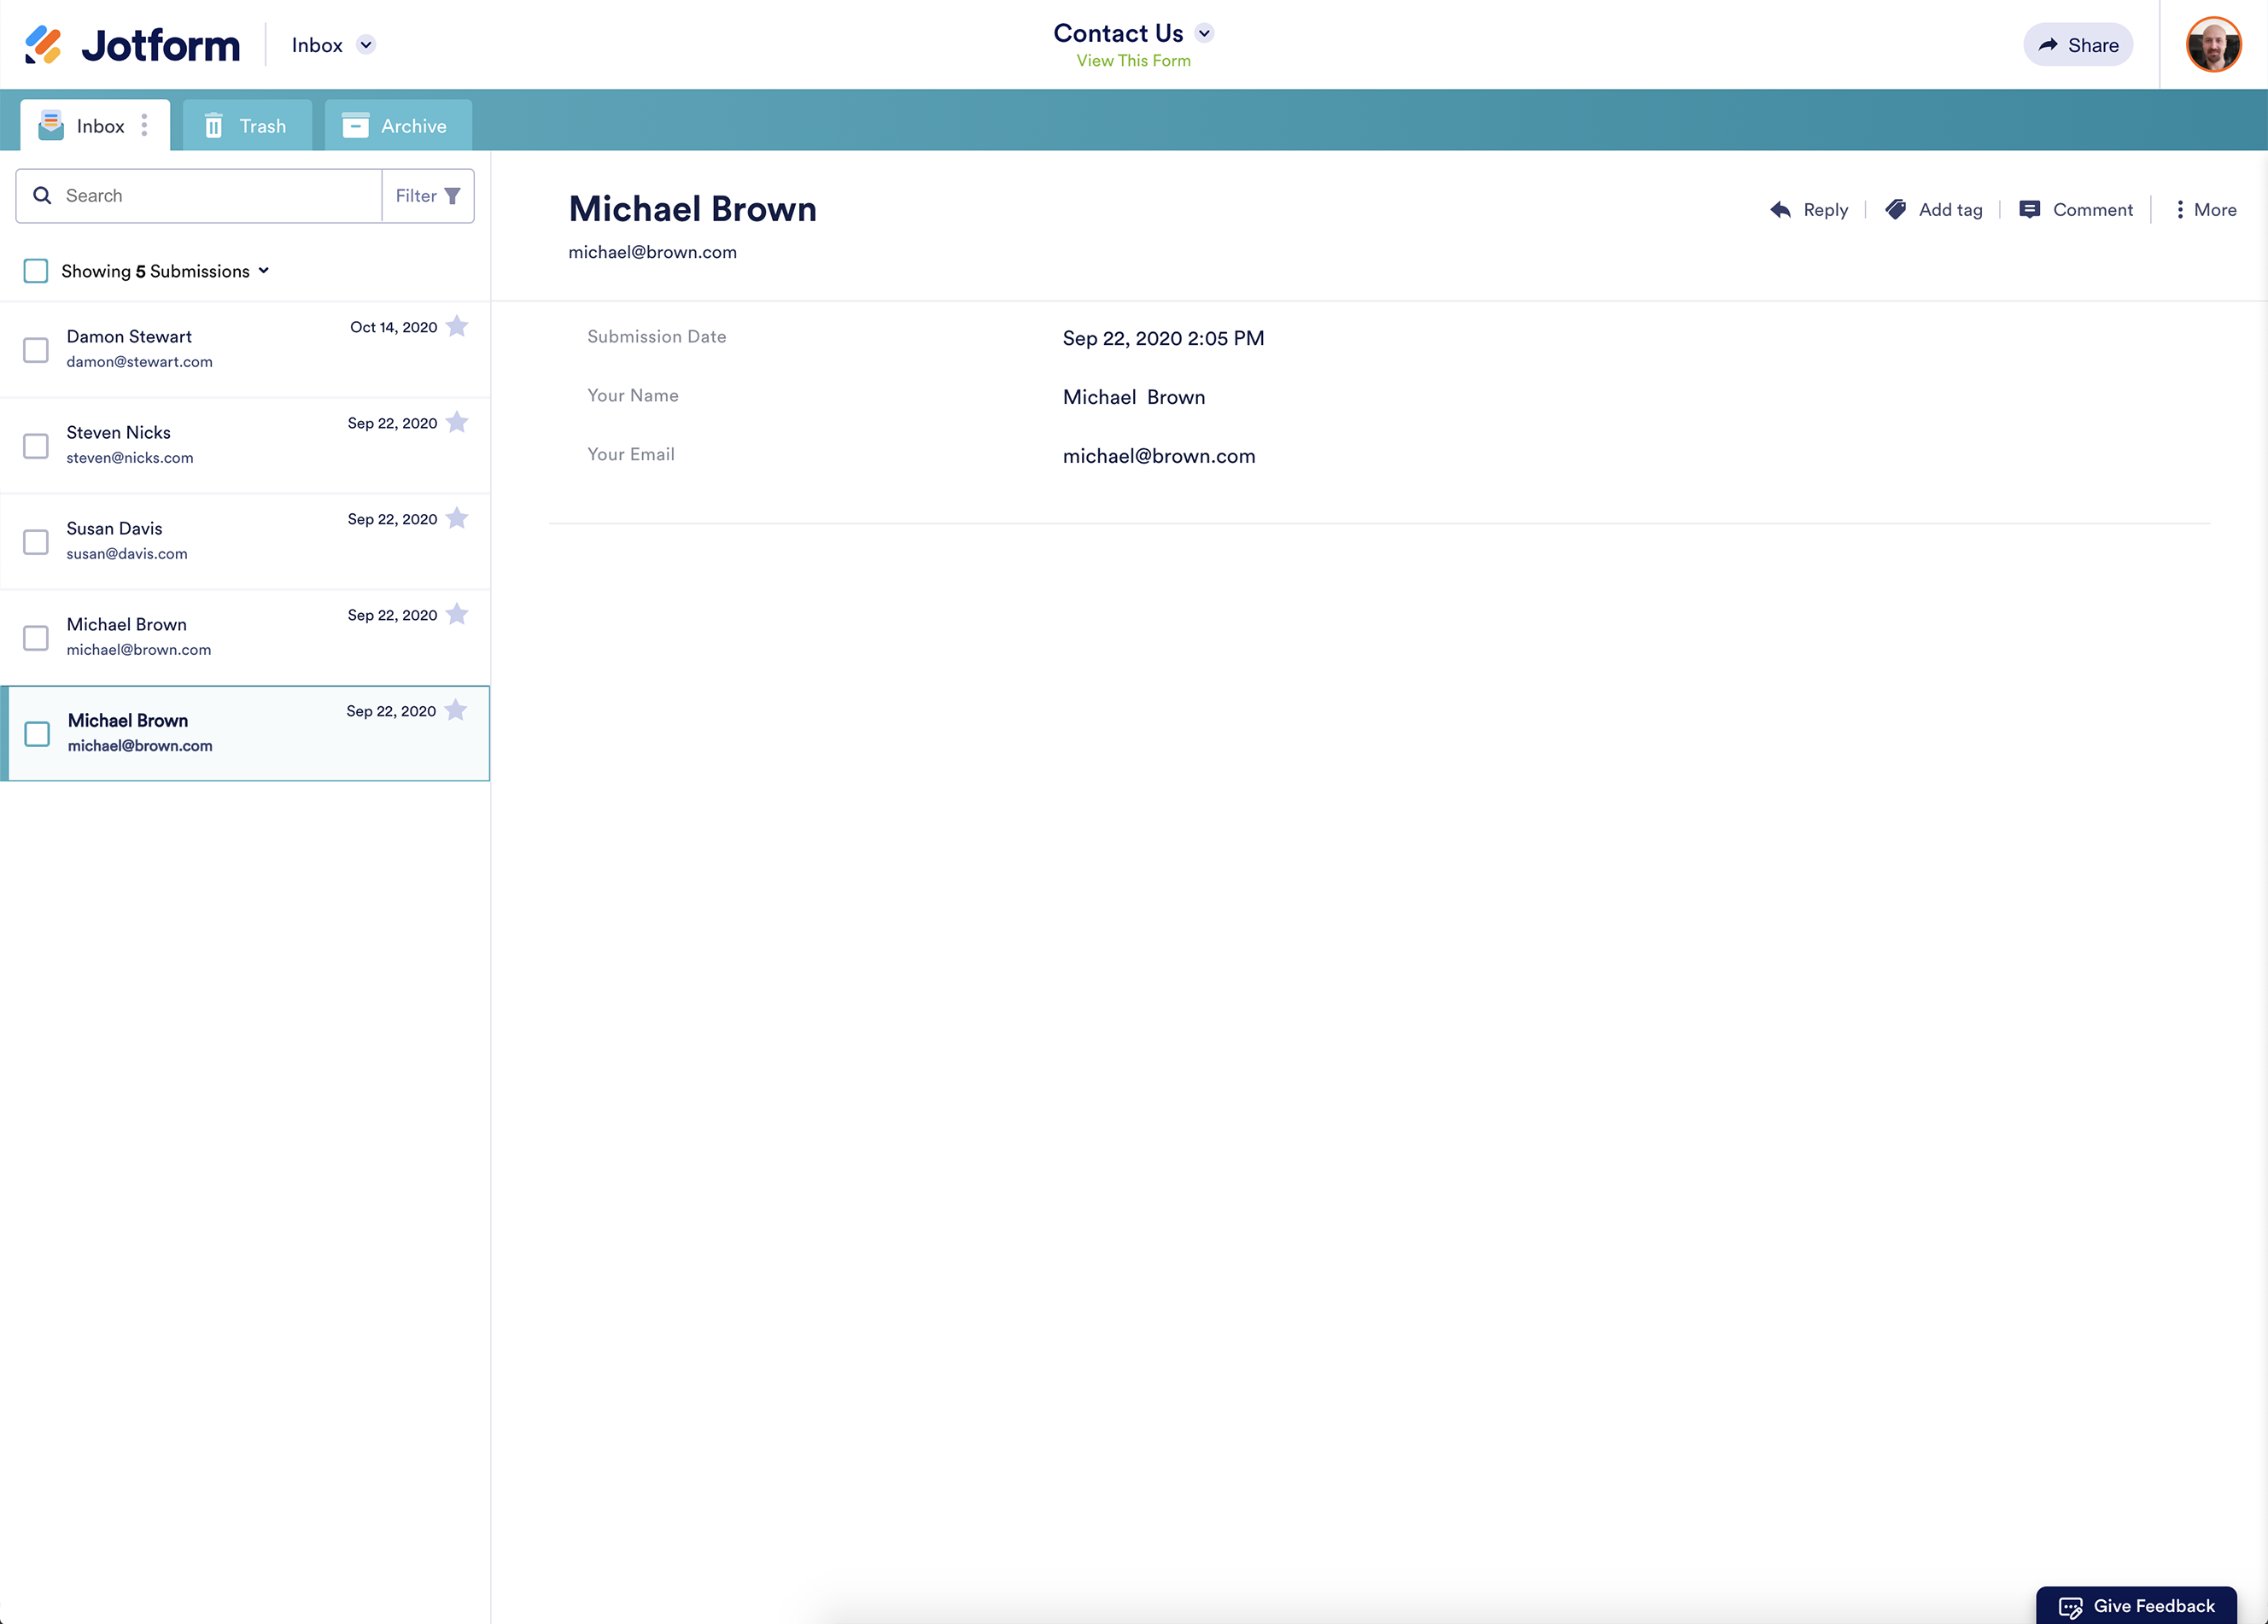 Jotform
Inbox
Contact Us
View This Form
Share
Inbox
Trash
Archive
Search
Filter
Showing 5 Submissions
Damon Stewart
damon@stewart.com
Oct 14, 2020
Steven Nicks
steven@nicks.com
Sep 22, 2020
Susan Davis
susan@davis.com
Sep 22, 2020
Michael Brown
michael@brown.com
Sep 22, 2020
Michael Brown
michael@brown.com
Sep 22, 2020
Michael Brown
michael@brown.com
Reply
Add tag
Comment
More
Submission Date
Sep 22, 2020 2:05 PM
Your Name
Michael  Brown
Your Email
michael@brown.com
Give Feedback